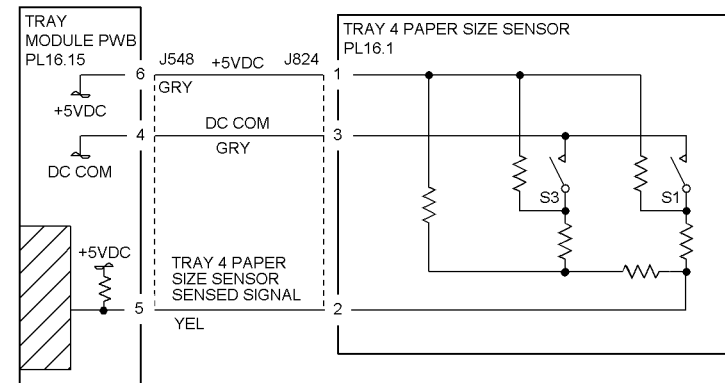 TRAY
MODULE PWB
PL16.15
TRAY 4 PAPER SIZE SENSOR
PL16.1
J548 +5VDC J824
6
1
GRY
+5VDC
DC COM
4
3
GRY
DC COM
S3
S1
+5VDC
TRAY 4 PAPER
SIZE SENSOR
SENSED SIGNAL
5
2
YEL